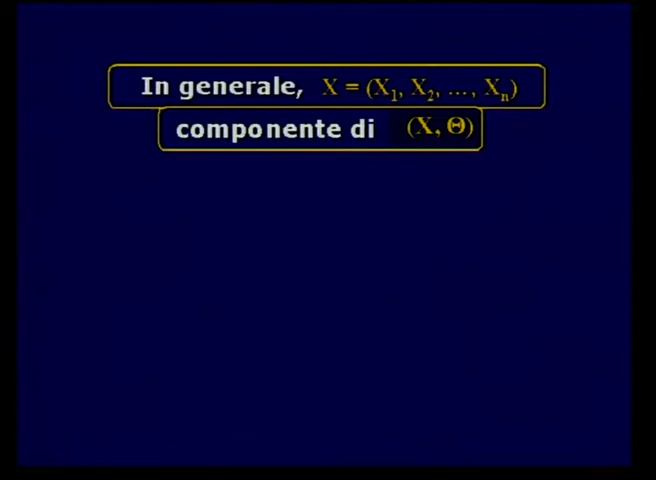 In generale, X = (X₁, X₂, ..., Xₙ)
componente di (X, Θ)